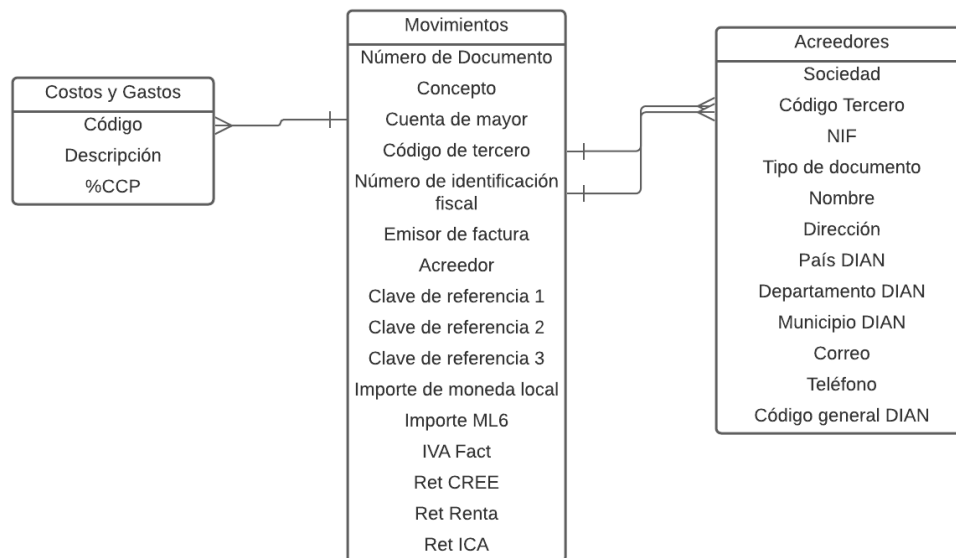 Costos y Gastos
Código
Descripción
%CCP
Movimientos
Número de Documento
Concepto
Cuenta de mayor
Código de tercero
Número de identificación
fiscal
Emisor de factura
Acreedor
Clave de referencia 1
Clave de referencia 2
Clave de referencia 3
Importe de moneda local
Importe ML6
IVA Fact
Ret CREE
Ret Renta
Ret ICA
Acreedores
Sociedad
Código Tercero
NIF
Tipo de documento
Nombre
Dirección
País DIAN
Departamento DIAN
Municipio DIAN
Correo
Teléfono
Código general DIAN